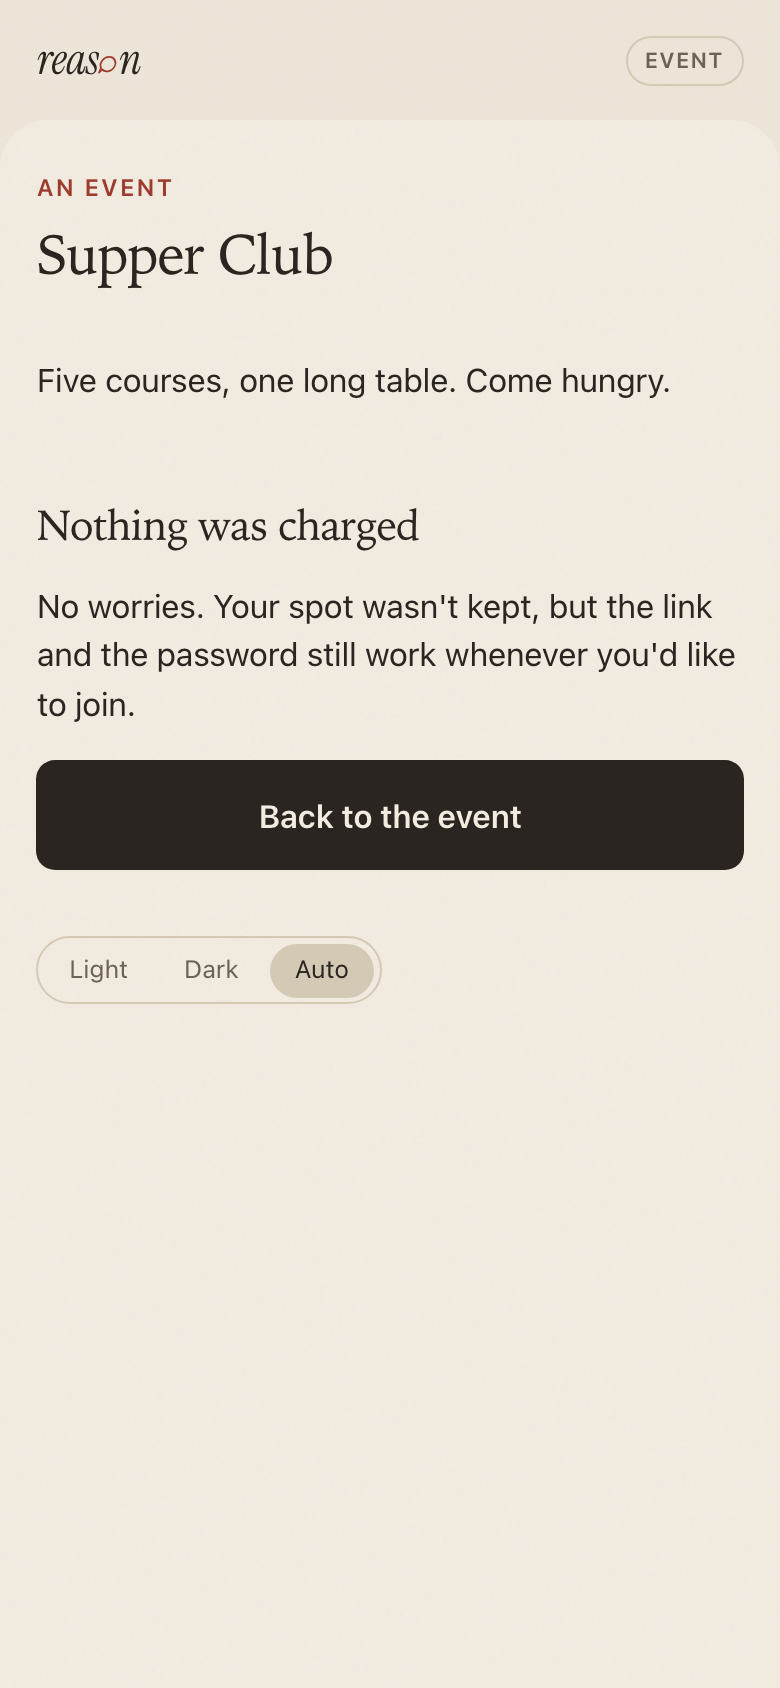 reason
EVENT
AN EVENT
Supper Club
Five courses, one long table. Come hungry.
Nothing was charged
No worries. Your spot wasn't kept, but the link
and the password still work whenever you'd like
to join.
Back to the event
Light Dark Auto